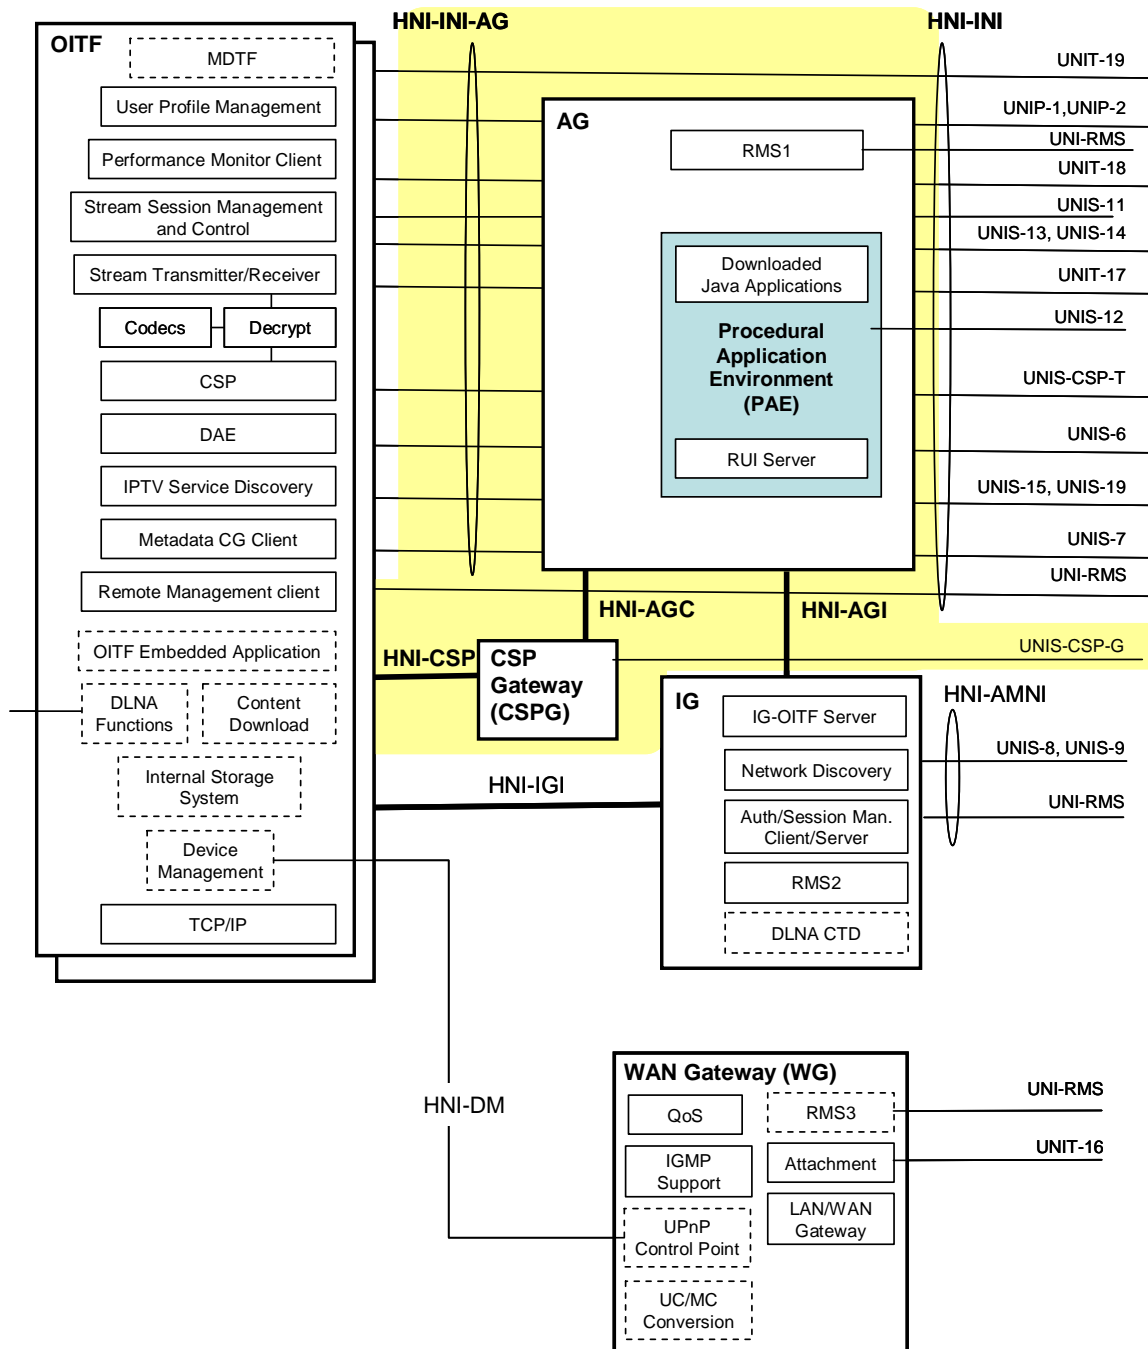 HNI-INI-AG
HNI-INI
OITF
MDTF
User Profile Management
Performance Monitor Client
Stream Session Management
and Control
Stream Transmitter/Receiver
Codecs
Decrypt
CSP
DAE
IPTV Service Discovery
Metadata CG Client
Remote Management client
OITF Embedded Application
DLNA
Functions
Content
Download
Internal Storage
System
Device
Management
TCP/IP
AG
RMS1
Downloaded
Java Applications
Procedural
Application
Environment
(PAE)
RUI Server
UNIT-19
UNIP-1,UNIP-2
UNI-RMS
UNIT-18
UNIS-11
UNIS-13, UNIS-14
UNIT-17
UNIS-12
UNIS-CSP-T
UNIS-6
UNIS-15, UNIS-19
UNIS-7
UNI-RMS
HNI-AGC
HNI-AGI
HNI-CSP
CSP
Gateway
(CSPG)
UNIS-CSP-G
IG
IG-OITF Server
Network Discovery
Auth/Session Man.
Client/Server
RMS2
DLNA CTD
HNI-AMNI
UNIS-8, UNIS-9
UNI-RMS
HNI-IGI
HNI-DM
WAN Gateway (WG)
QoS
RMS3
IGMP
Support
Attachment
UPnP
Control Point
LAN/WAN
Gateway
UC/MC
Conversion
UNI-RMS
UNIT-16